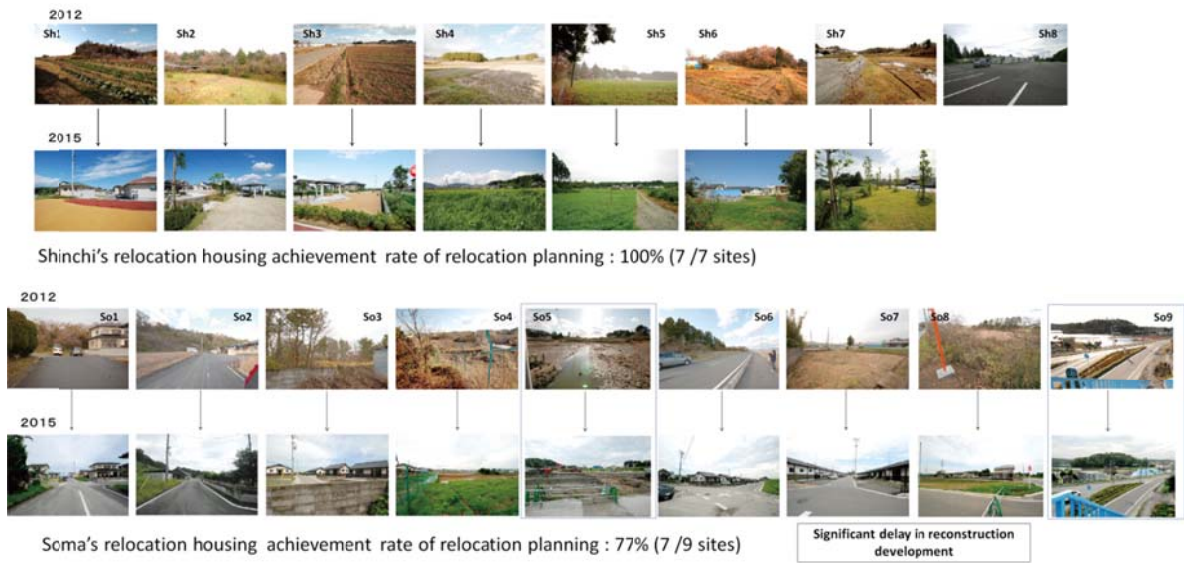 2012
Sh1 Sh2 Sh3 Sh4 Sh5 Sh6 Sh7 Sh8
2015
Shinchi's relocation housing achievement rate of relocation planning : 100% (7 /7 sites)
2012
So1 So2 So3 So4 So5 So6 So7 So8 So9
2015
Soma's relocation housing achievement rate of relocation planning : 77% (7 /9 sites)
Significant delay in reconstruction
development